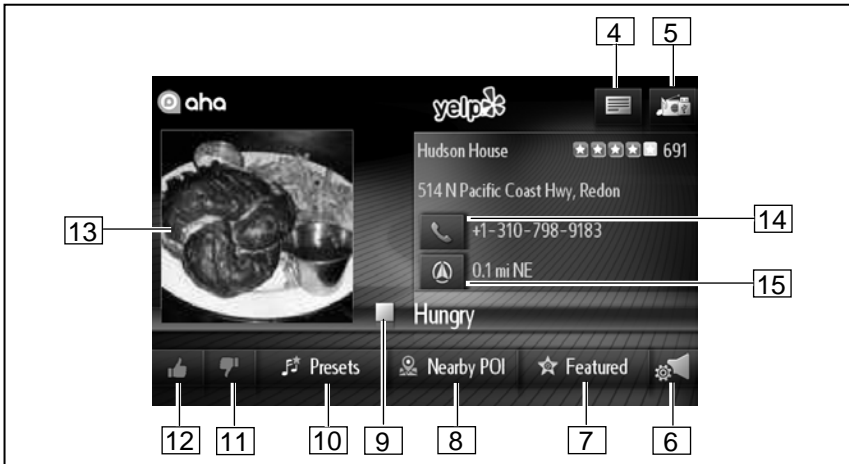 4 5
aha
yelp
Hudson House 691
514 N Pacific Coast Hwy, Redon
14
+1-310-798-9183
13
0.1 mi NE
15
Hungry
Presets Nearby POI Featured
12 11 10 9 8 7 6